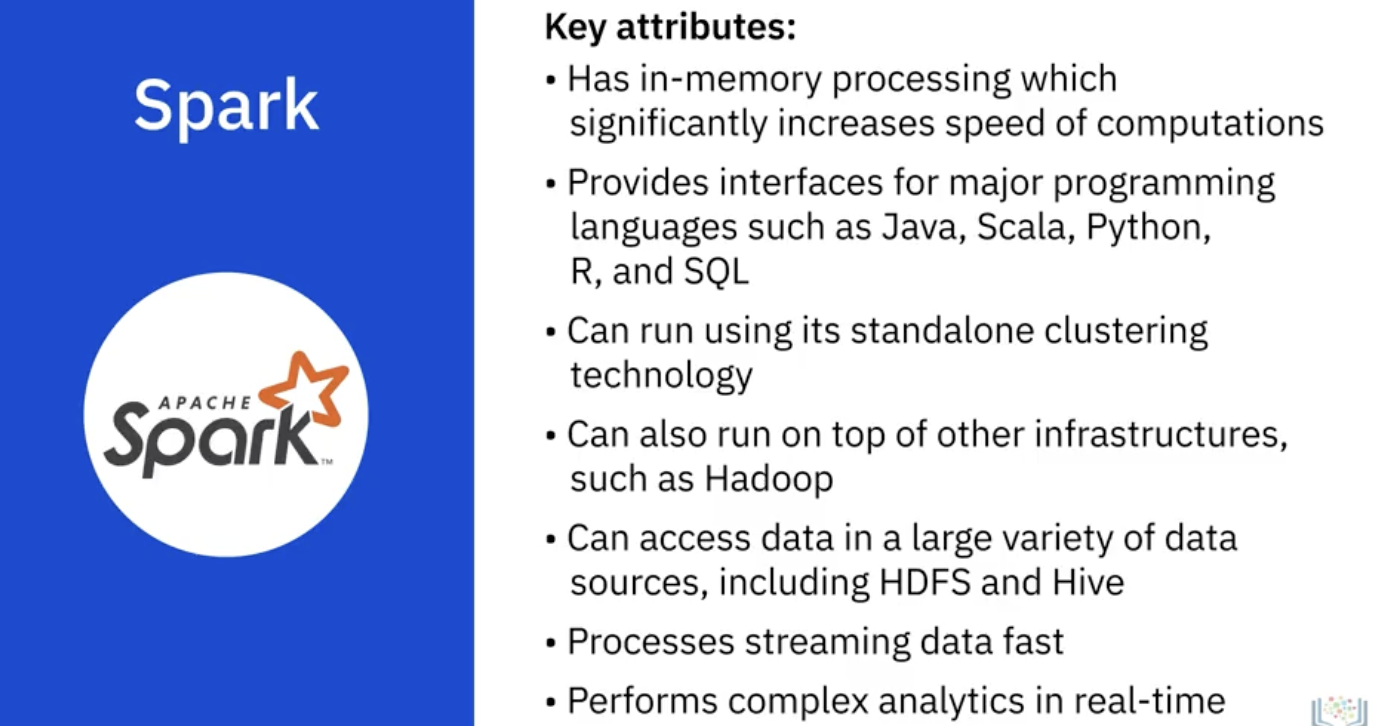 Spark
APACHE
Spark™
Key attributes:
• Has in-memory processing which
significantly increases speed of computations
• Provides interfaces for major programming
languages such as Java, Scala, Python,
R, and SQL
• Can run using its standalone clustering
technology
• Can also run on top of other infrastructures,
such as Hadoop
• Can access data in a large variety of data
sources, including HDFS and Hive
• Processes streaming data fast
• Performs complex analytics in real-time